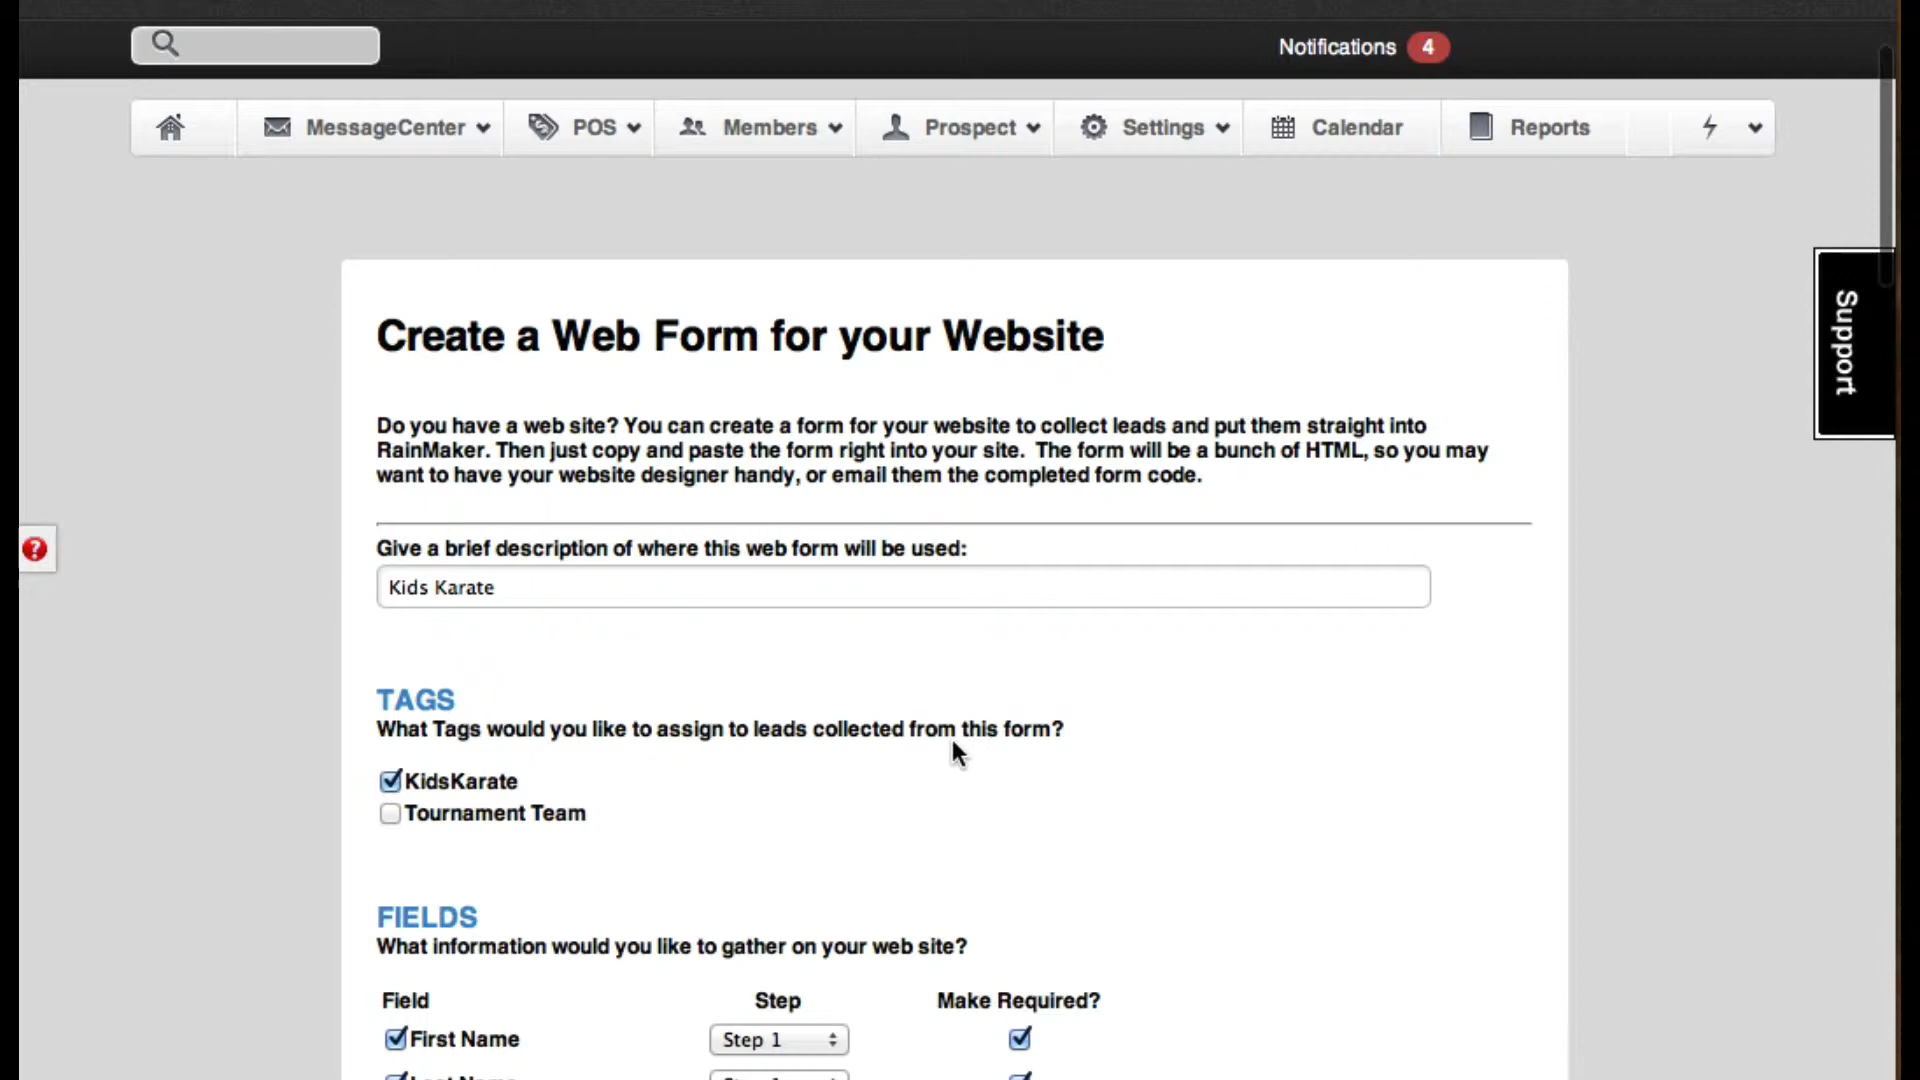 Notifications 4
MessageCenter POS Members Prospect Settings Calendar Reports
Support
Create a Web Form for your Website
Do you have a web site? You can create a form for your website to collect leads and put them straight into
RainMaker. Then just copy and paste the form right into your site. The form will be a bunch of HTML, so you may
want to have your website designer handy, or email them the completed form code.
?
Give a brief description of where this web form will be used:
Kids Karate
TAGS
What Tags would you like to assign to leads collected from this form?
KidsKarate
Tournament Team
FIELDS
What information would you like to gather on your web site?
Field Step Make Required?
First Name Step 1